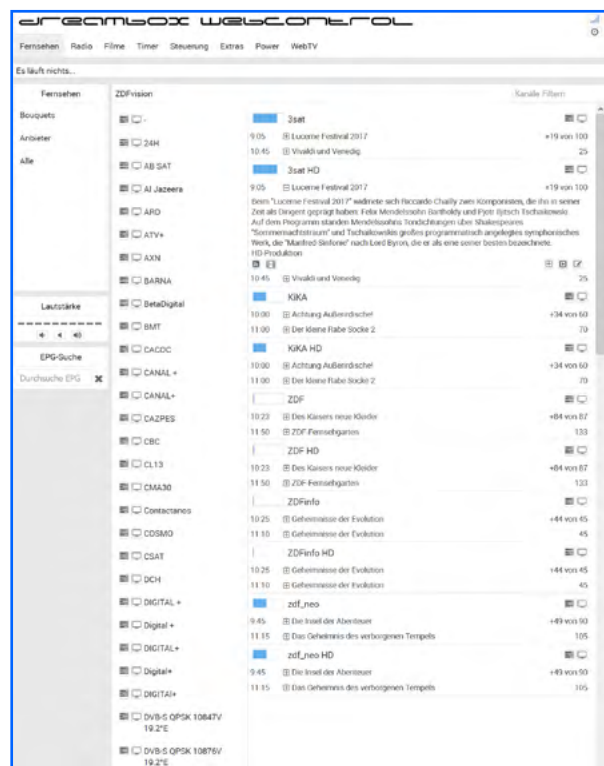 dreambox webcontrol
Fernsehen Radio Filme Timer Steuerung Extras Power WebTV
Es läuft nichts...
Fernsehen
Bouquets
Anbieter
Alle
Lautstärke
EPG-Suche
Durchsuche EPG
ZDFvision
Kanäle Filtern
-
24H
AB SAT
Al Jazeera
ARD
ATV+
AXN
BARNA
BetaDigital
BMT
CACOC
CANAL +
CANAL+
CAZPES
CBC
CL13
CMA30
Contactanos
COSMO
CSAT
DCH
DIGITAL +
Digital +
DIGITAL+
Digital+
DIGITAl+
DVB-S QPSK 10847V
19.2°E
DVB-S QPSK 10876V
19.2°E
3sat
9:05 Lucerne Festival 2017 +19 von 100
10:45 Vivaldi und Venedig 25
3sat HD
9:05 Lucerne Festival 2017 +19 von 100
Beim "Lucerne Festival 2017" widmete sich Riccardo Chailly zwei Komponisten, die ihn in seiner
Zeit als Dirigent geprägt haben: Felix Mendelssohn Bartholdy und Pjotr Iljitsch Tschaikowski.
Auf dem Programm standen Mendelssohns Tondichtungen über Shakespeares
"Sommernachtstraum" und Tschaikowskis großes programmatisch angelegtes symphonisches
Werk, die "Manfred-Sinfonie" nach Lord Byron, die er als eine seiner besten bezeichnete.
HD-Produktion
10:45 Vivaldi und Venedig 25
KiKA
10:00 Achtung Außerirdische! +34 von 60
11:00 Der kleine Rabe Socke 2 70
KiKA HD
10:00 Achtung Außerirdische! +34 von 60
11:00 Der kleine Rabe Socke 2 70
ZDF
10:23 Des Kaisers neue Kleider +84 von 87
11:50 ZDF-Fernsehgarten 133
ZDF HD
10:23 Des Kaisers neue Kleider +84 von 87
11:50 ZDF-Fernsehgarten 133
ZDFinfo
10:25 Geheimnisse der Evolution +44 von 45
11:10 Geheimnisse der Evolution 45
ZDFinfo HD
10:25 Geheimnisse der Evolution +44 von 45
11:10 Geheimnisse der Evolution 45
zdf_neo
9:45 Die Insel der Abenteuer +49 von 90
11:15 Das Geheimnis des verborgenen Tempels 105
zdf_neo HD
9:45 Die Insel der Abenteuer +49 von 90
11:15 Das Geheimnis des verborgenen Tempels 105